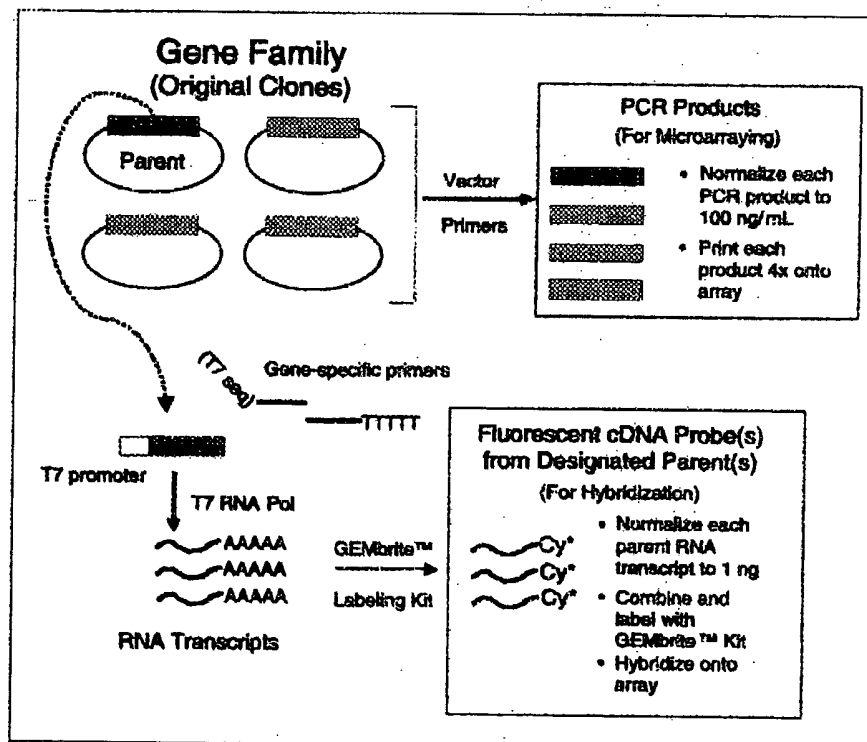 Gene Family
(Original Clones)
Parent
Vector
Primers
PCR Products
(For Microarraying)
• Normalize each
PCR product to
100 ng/mL
• Print each
product 4x onto
array
(T7 seq)
Gene-specific primers
TTTTT
T7 promoter
T7 RNA Pol
AAAAA
AAAAA
AAAAA
RNA Transcripts
GEMbrite™
Labeling Kit
Fluorescent cDNA Probe(s)
from Designated Parent(s)
(For Hybridization)
Cy*
Cy*
Cy*
• Normalize each
parent RNA
transcript to 1 ng
• Combine and
label with
GEMbrite™ Kit
• Hybridize onto
array